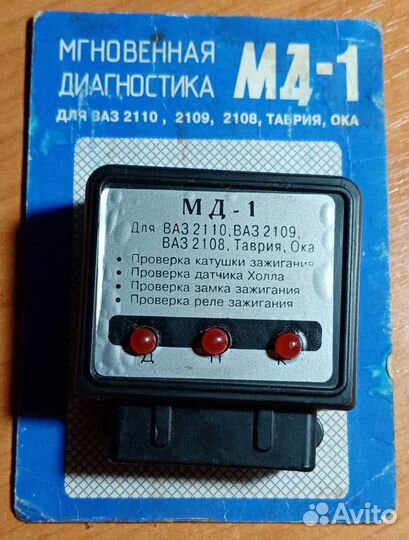 МГНОВЕННАЯ
ДИАГНОСТИКА
МД-1
ДЛЯ ВАЗ 2110, 2109, 2108, ТАВРИЯ, ОКА
МД-1
Для ВАЗ 2110, ВАЗ 2109,
ВАЗ 2108, Таврия, Ока
• Проверка катушки зажигания
• Проверка датчика Холла
• Проверка замка зажигания
• Проверка реле зажигания
Д П К
Avito